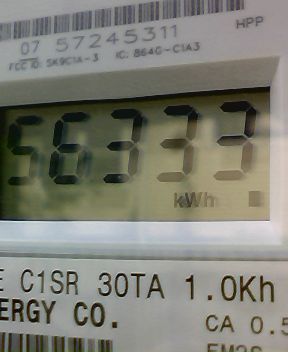 07 57245311
HPP
FCC ID: SK9C1A-3 IC: 864G-C1A3
56333
kWh
E C1SR 30TA 1.0Kh
ERGY CO.
CA 0.5